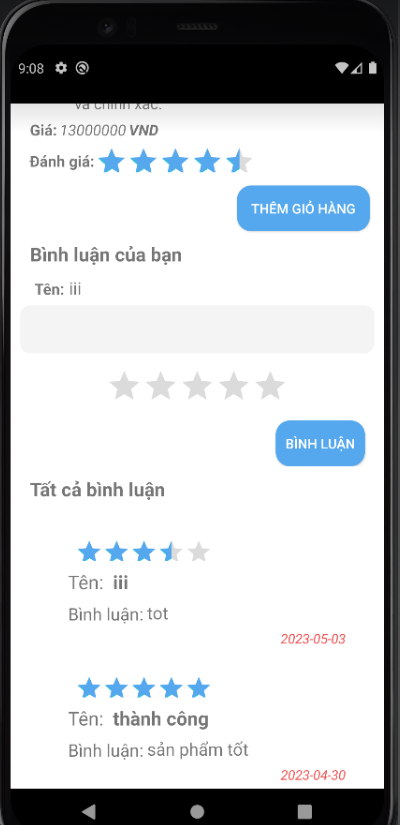 9:08
và chính xác.
Giá: 13000000 VND
Đánh giá:
THÊM GIỎ HÀNG
Bình luận của bạn
Tên: iii
BÌNH LUẬN
Tất cả bình luận
Tên: iii
Bình luận: tot
2023-05-03
Tên: thành công
Bình luận: sản phẩm tốt
2023-04-30